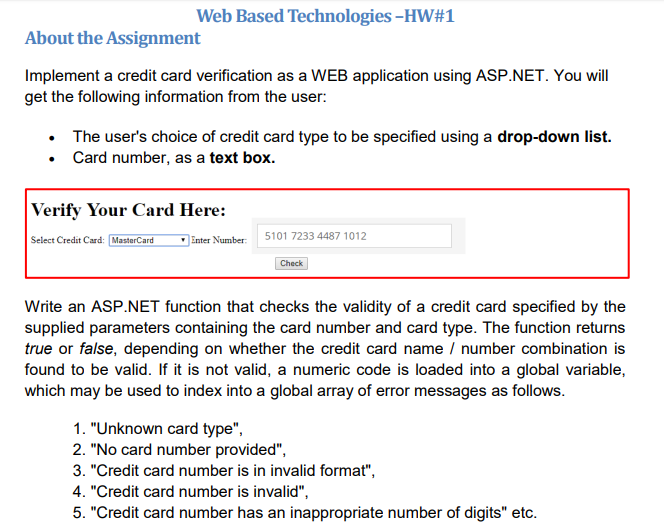 Web Based Technologies –HW#1
About the Assignment
Implement a credit card verification as a WEB application using ASP.NET. You will
get the following information from the user:
• The user's choice of credit card type to be specified using a drop-down list.
• Card number, as a text box.
Verify Your Card Here:
Select Credit Card: MasterCard Enter Number: 5101 7233 4487 1012
Check
Write an ASP.NET function that checks the validity of a credit card specified by the
supplied parameters containing the card number and card type. The function returns
true or false, depending on whether the credit card name / number combination is
found to be valid. If it is not valid, a numeric code is loaded into a global variable,
which may be used to index into a global array of error messages as follows.
1. "Unknown card type",
2. "No card number provided",
3. "Credit card number is in invalid format",
4. "Credit card number is invalid",
5. "Credit card number has an inappropriate number of digits" etc.